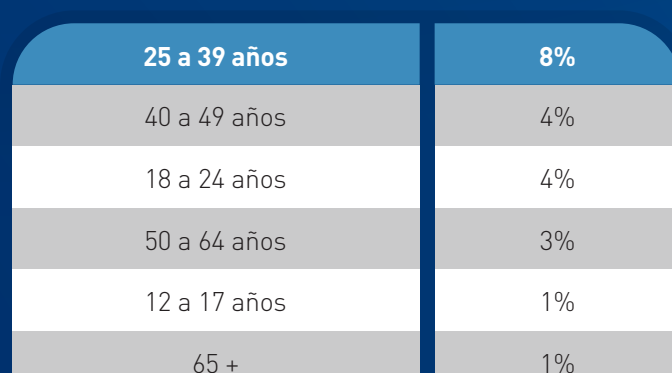 25 a 39 años 8%
40 a 49 años 4%
18 a 24 años 4%
50 a 64 años 3%
12 a 17 años 1%
65 + 1%